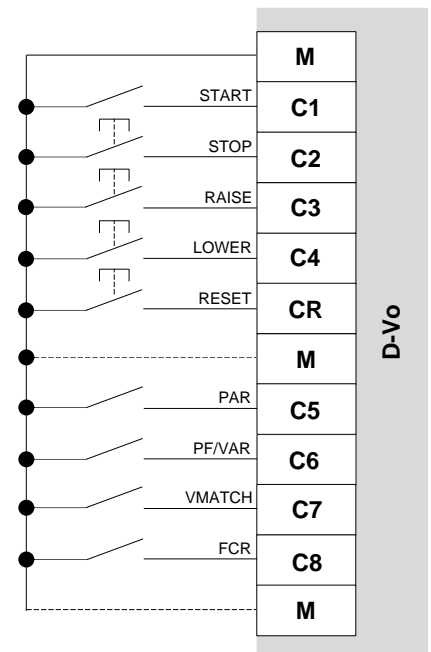 M
START C1
STOP C2
RAISE C3
LOWER C4
RESET CR
M
PAR C5
PF/VAR C6
VMATCH C7
FCR C8
M
D-Vo